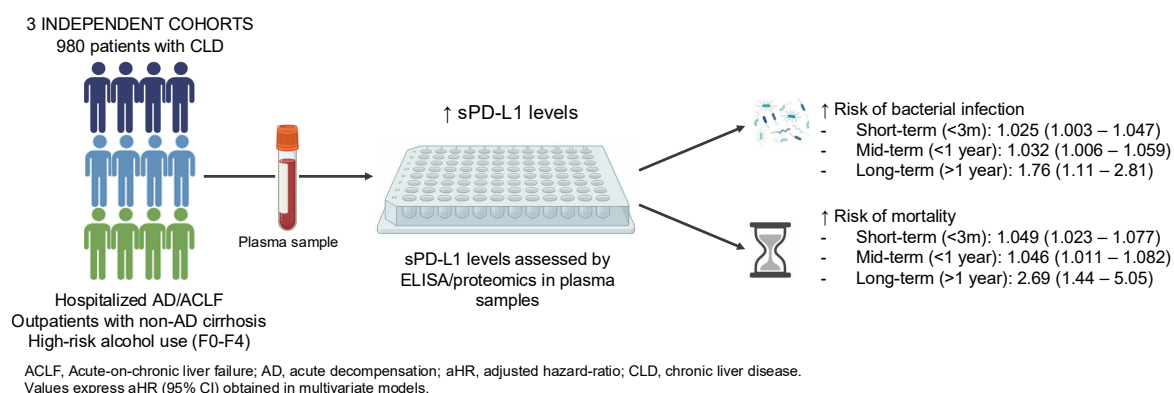 3 INDEPENDENT COHORTS
980 patients with CLD
Hospitalized AD/ACLF
Outpatients with non-AD cirrhosis
High-risk alcohol use (F0-F4)
Plasma sample
↑ sPD-L1 levels
sPD-L1 levels assessed by
ELISA/proteomics in plasma
samples
↑ Risk of bacterial infection
- Short-term (<3m): 1.025 (1.003 – 1.047)
- Mid-term (<1 year): 1.032 (1.006 – 1.059)
- Long-term (>1 year): 1.76 (1.11 – 2.81)
↑ Risk of mortality
- Short-term (<3m): 1.049 (1.023 – 1.077)
- Mid-term (<1 year): 1.046 (1.011 – 1.082)
- Long-term (>1 year): 2.69 (1.44 – 5.05)
ACLF, Acute-on-chronic liver failure; AD, acute decompensation; aHR, adjusted hazard-ratio; CLD, chronic liver disease.
Values express aHR (95% CI) obtained in multivariate models.